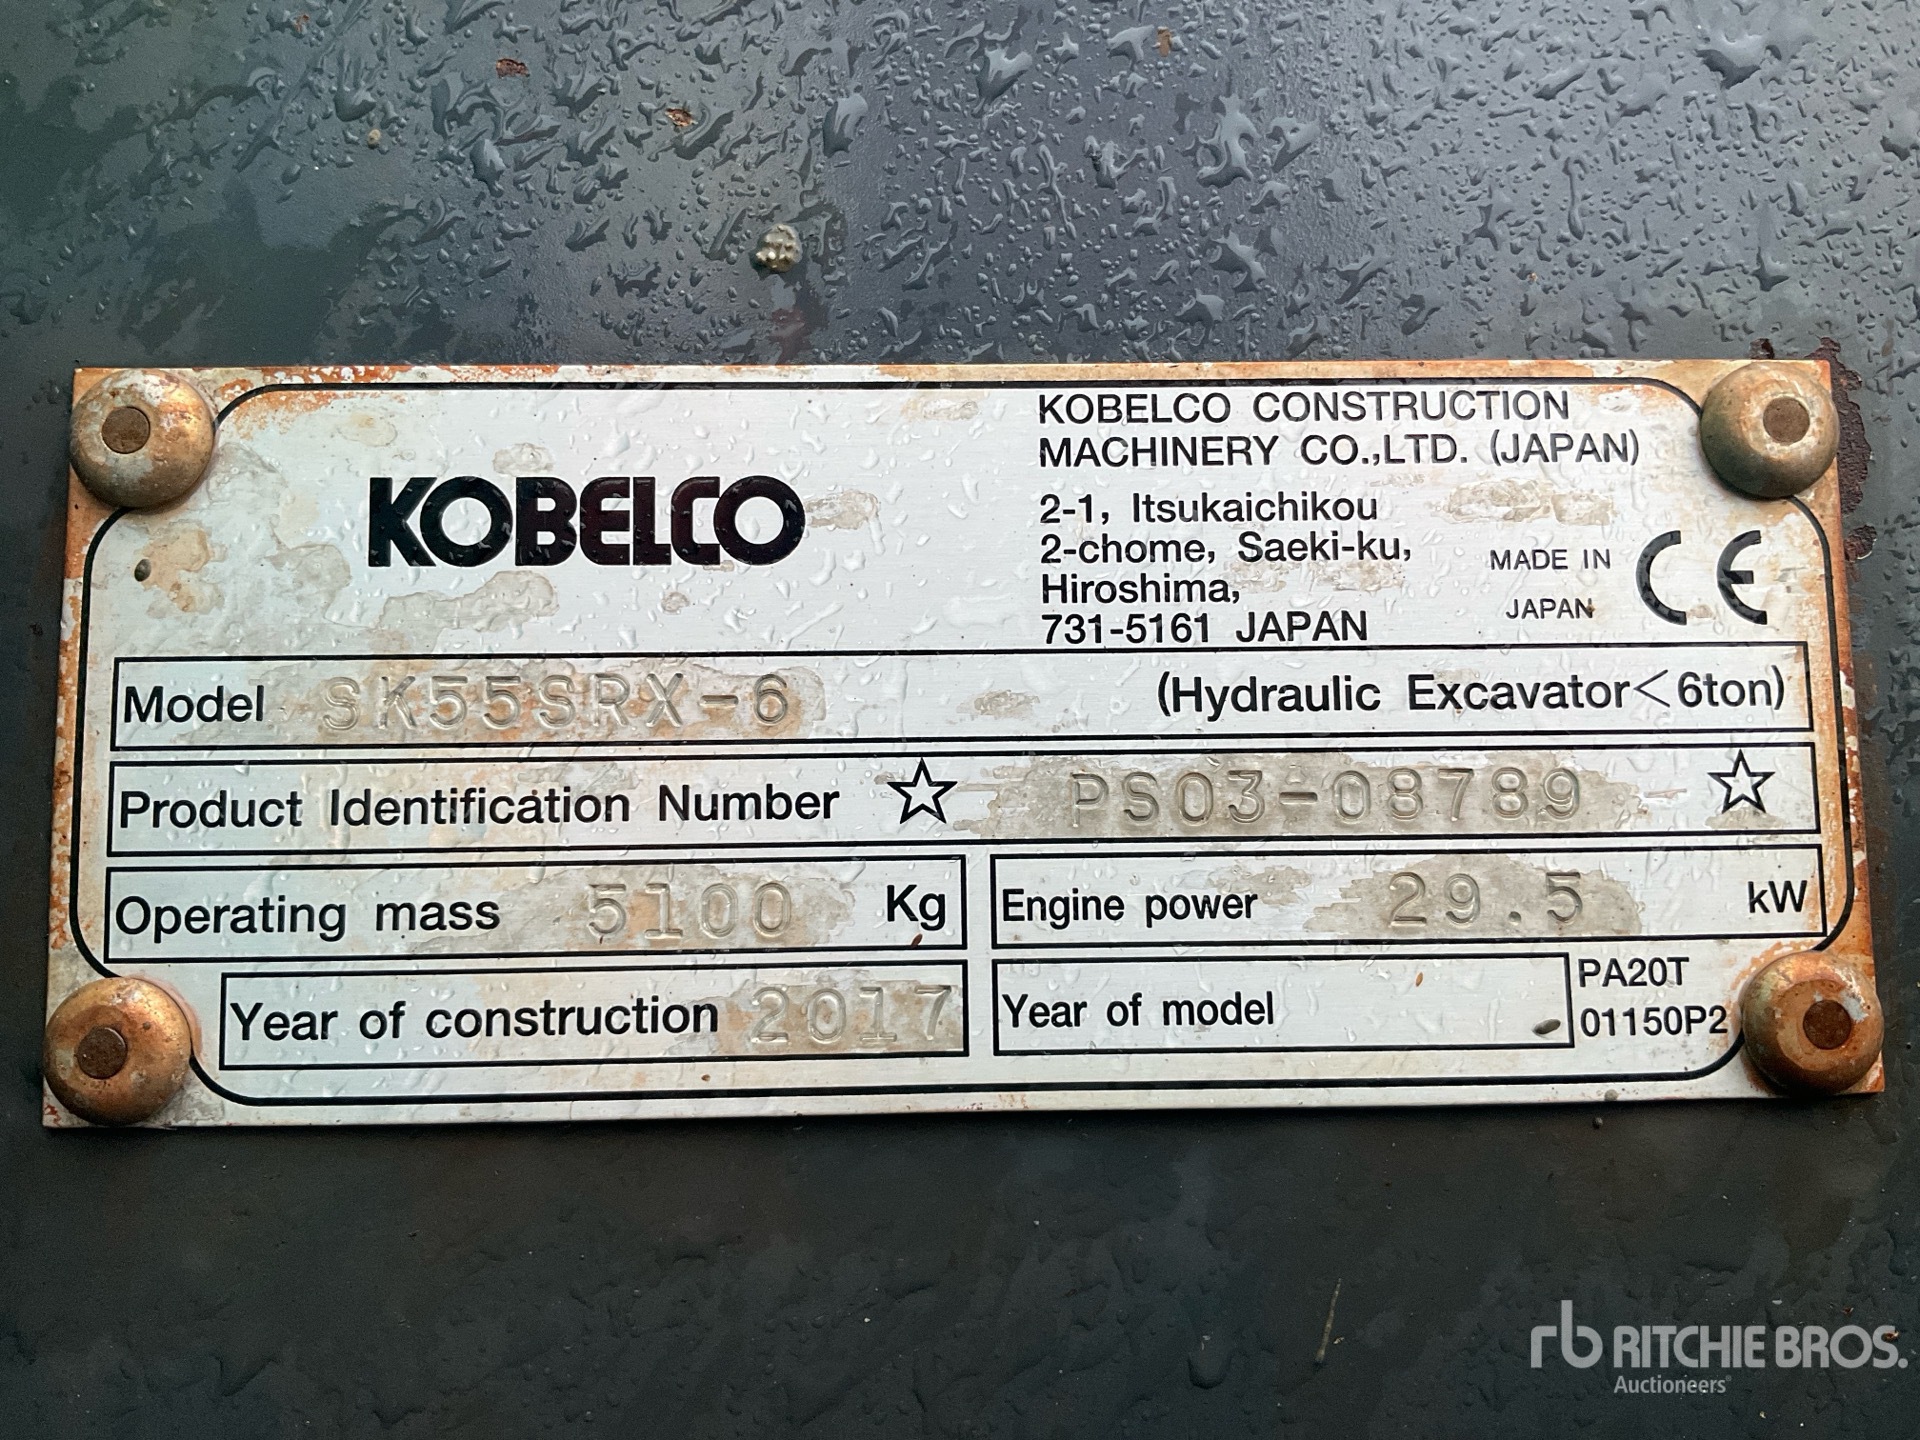 KOBELCO
KOBELCO CONSTRUCTION
MACHINERY CO.,LTD. (JAPAN)
2-1, Itsukaichikou
2-chome, Saeki-ku,
Hiroshima,
731-5161 JAPAN
MADE IN
JAPAN
CE
Model SK55SRX-6 (Hydraulic Excavator<6ton)
Product Identification Number ☆ PS03-08789 ☆
Operating mass 5100 Kg
Engine power 29.5 kW
Year of construction 2017
Year of model
PA20T
01150P2
rb RITCHIE BROS.
Auctioneers